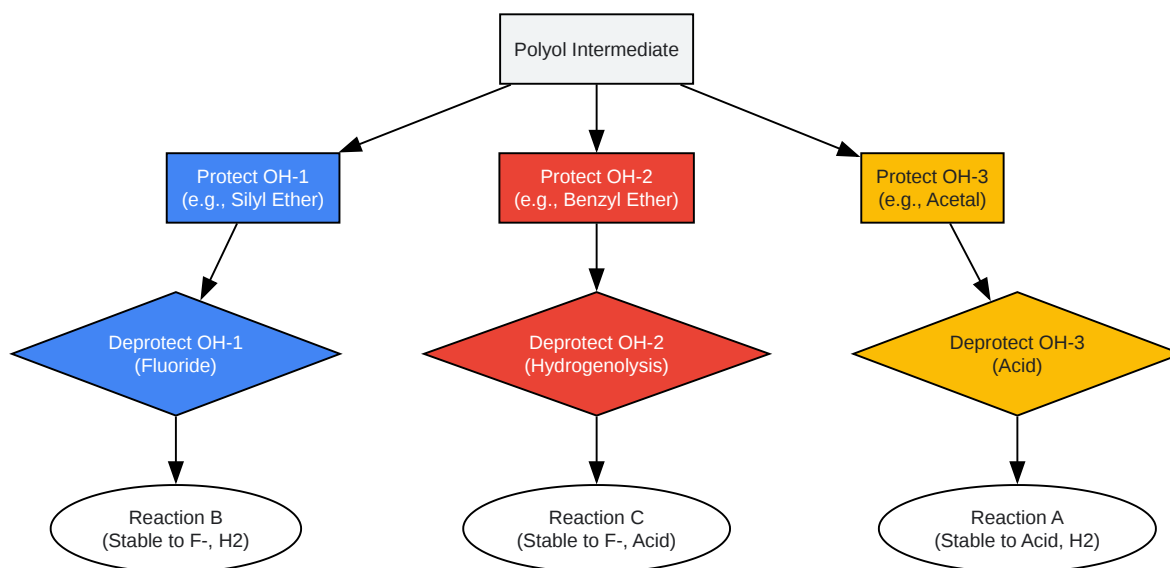 Polyol Intermediate
Protect OH-1
(e.g., Silyl Ether)
Protect OH-2
(e.g., Benzyl Ether)
Protect OH-3
(e.g., Acetal)
Deprotect OH-1
(Fluoride)
Deprotect OH-2
(Hydrogenolysis)
Deprotect OH-3
(Acid)
Reaction B
(Stable to F-, H2)
Reaction C
(Stable to F-, Acid)
Reaction A
(Stable to Acid, H2)